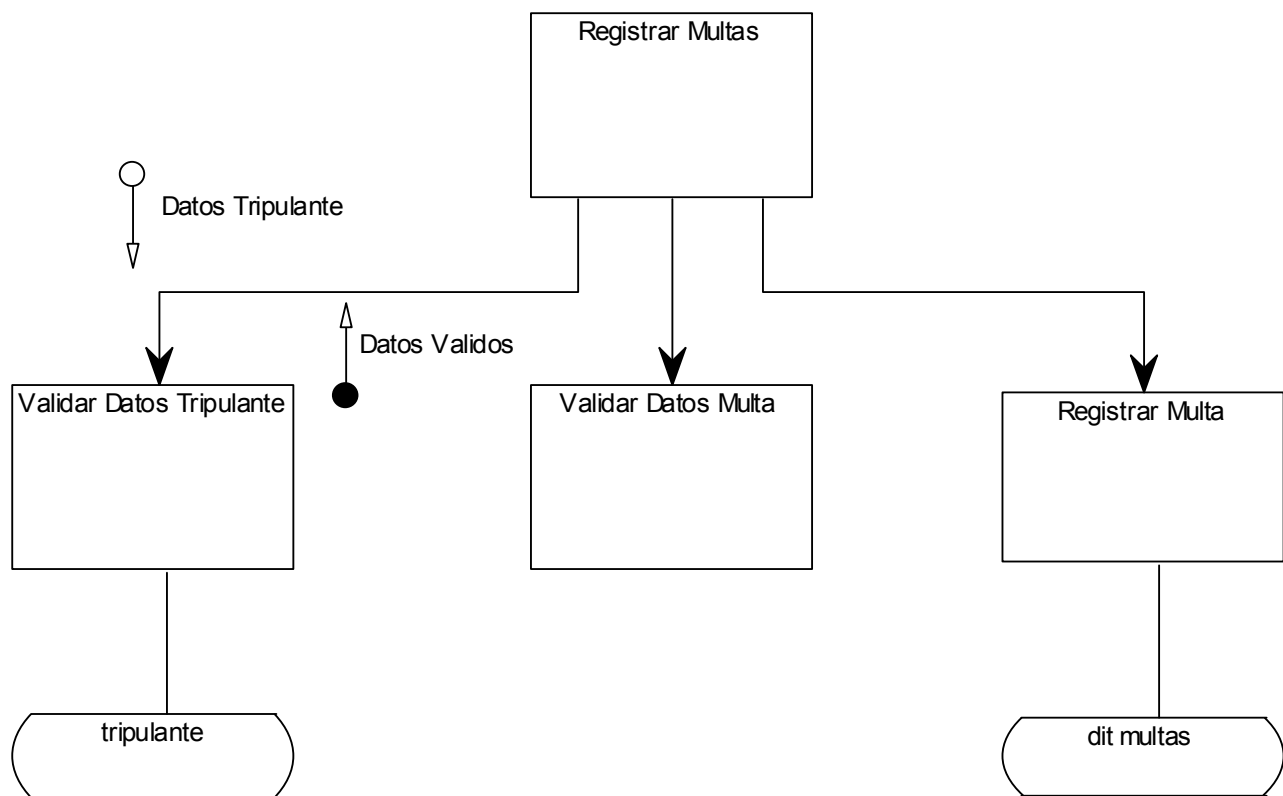 Registrar Multas
Datos Tripulante
Datos Validos
Validar Datos Tripulante
Validar Datos Multa
Registrar Multa
tripulante
dit multas